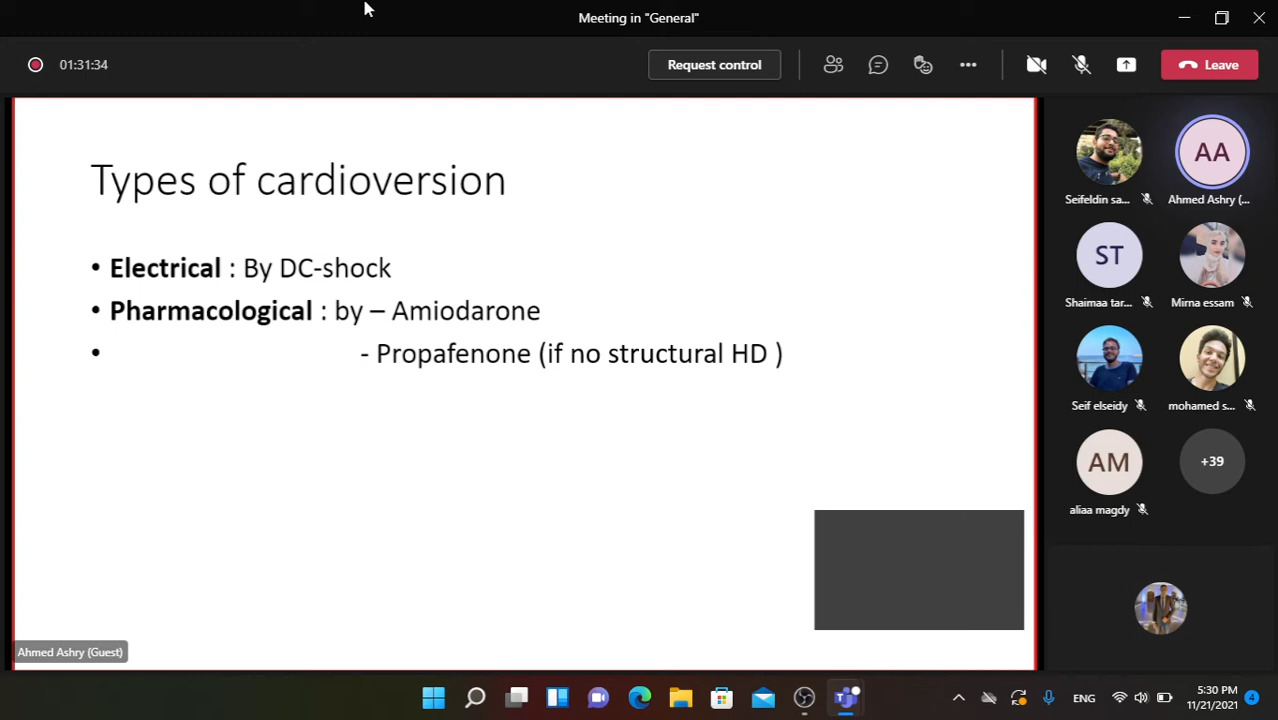 Meeting in "General"
01:31:34
Request control
Leave
Types of cardioversion
• Electrical : By DC-shock
• Pharmacological : by – Amiodarone
• - Propafenone (if no structural HD )
AA
Seifeldin sa...
Ahmed Ashry (...
ST
Shaimaa tar...
Mirna essam
Seif elseidy
mohamed s...
AM
+39
aliaa magdy
Ahmed Ashry (Guest)
ENG
5:30 PM
11/21/2021
4